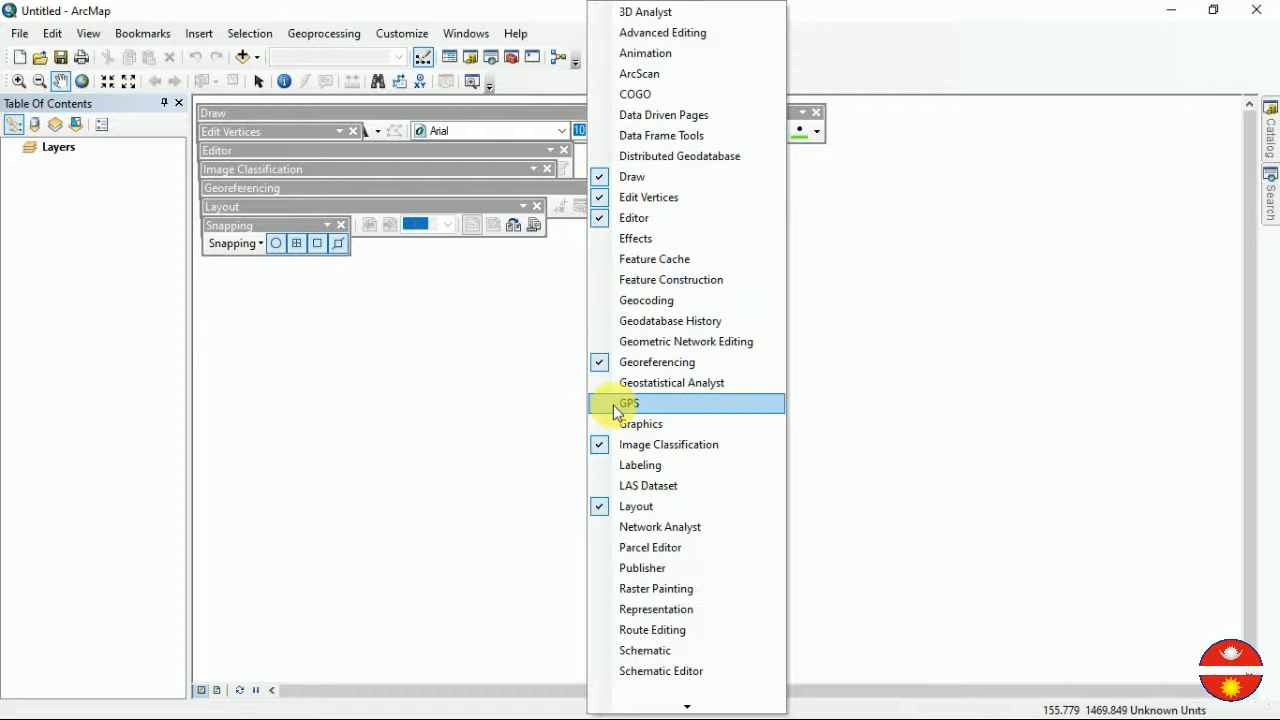 Untitled - ArcMap
File Edit View Bookmarks Insert Selection Geoprocessing Customize Windows Help
Table Of Contents
Layers
Draw
Edit Vertices
Arial
10
Editor
Image Classification
Georeferencing
Layout
Snapping
Snapping
3D Analyst
Advanced Editing
Animation
ArcScan
COGO
Data Driven Pages
Data Frame Tools
Distributed Geodatabase
Draw
Edit Vertices
Editor
Effects
Feature Cache
Feature Construction
Geocoding
Geodatabase History
Geometric Network Editing
Georeferencing
Geostatistical Analyst
GPS
Graphics
Image Classification
Labeling
LAS Dataset
Layout
Network Analyst
Parcel Editor
Publisher
Raster Painting
Representation
Route Editing
Schematic
Schematic Editor
Catalog
Search
155.779 1469.849 Unknown Units